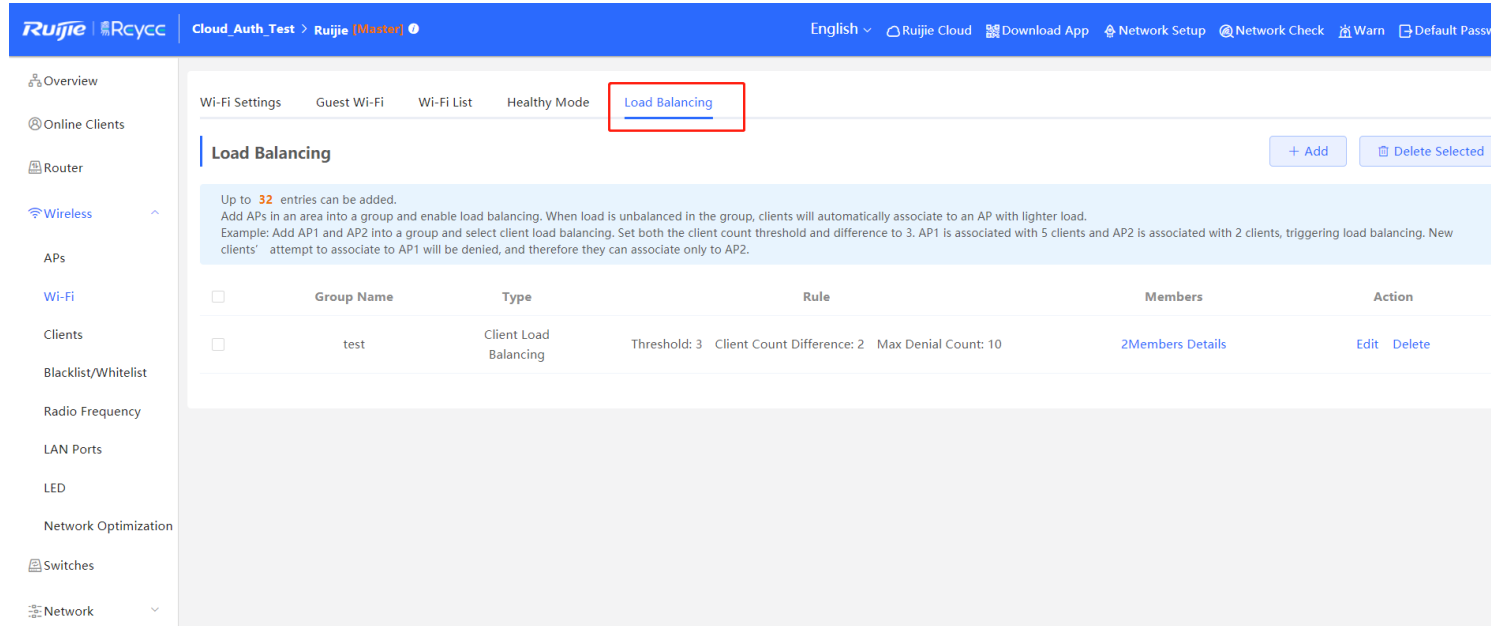 Ruijie | Rcycc Cloud_Auth_Test > Ruijie [Master] English Ruijie Cloud Download App Network Setup Network Check Warn Default Passw
Overview
Online Clients
Router
Wireless
APs
Wi-Fi
Clients
Blacklist/Whitelist
Radio Frequency
LAN Ports
LED
Network Optimization
Switches
Network
Wi-Fi Settings Guest Wi-Fi Wi-Fi List Healthy Mode Load Balancing
Load Balancing + Add Delete Selected
Up to 32 entries can be added.
Add APs in an area into a group and enable load balancing. When load is unbalanced in the group, clients will automatically associate to an AP with lighter load.
Example: Add AP1 and AP2 into a group and select client load balancing. Set both the client count threshold and difference to 3. AP1 is associated with 5 clients and AP2 is associated with 2 clients, triggering load balancing. New
clients' attempt to associate to AP1 will be denied, and therefore they can associate only to AP2.
Group Name Type Rule Members Action
test Client Load Balancing Threshold: 3 Client Count Difference: 2 Max Denial Count: 10 2Members Details Edit Delete